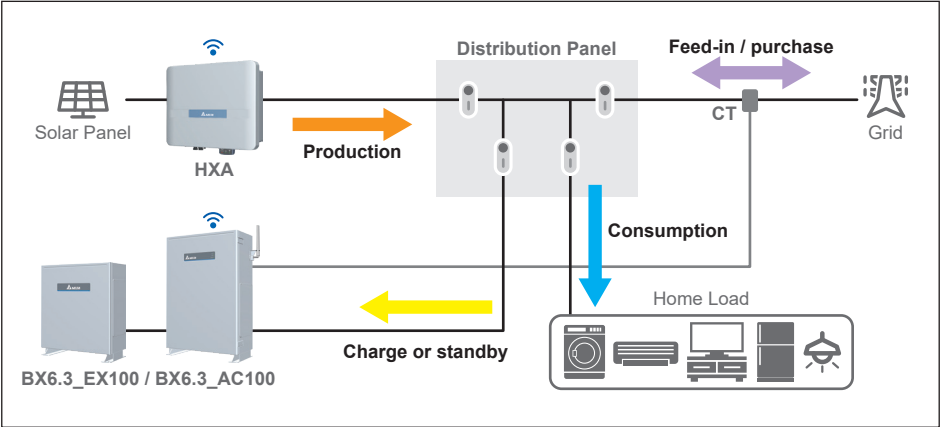 Distribution Panel
Feed-in / purchase
Solar Panel
HXA
Production
CT
Grid
Consumption
Home Load
Charge or standby
BX6.3_EX100 / BX6.3_AC100